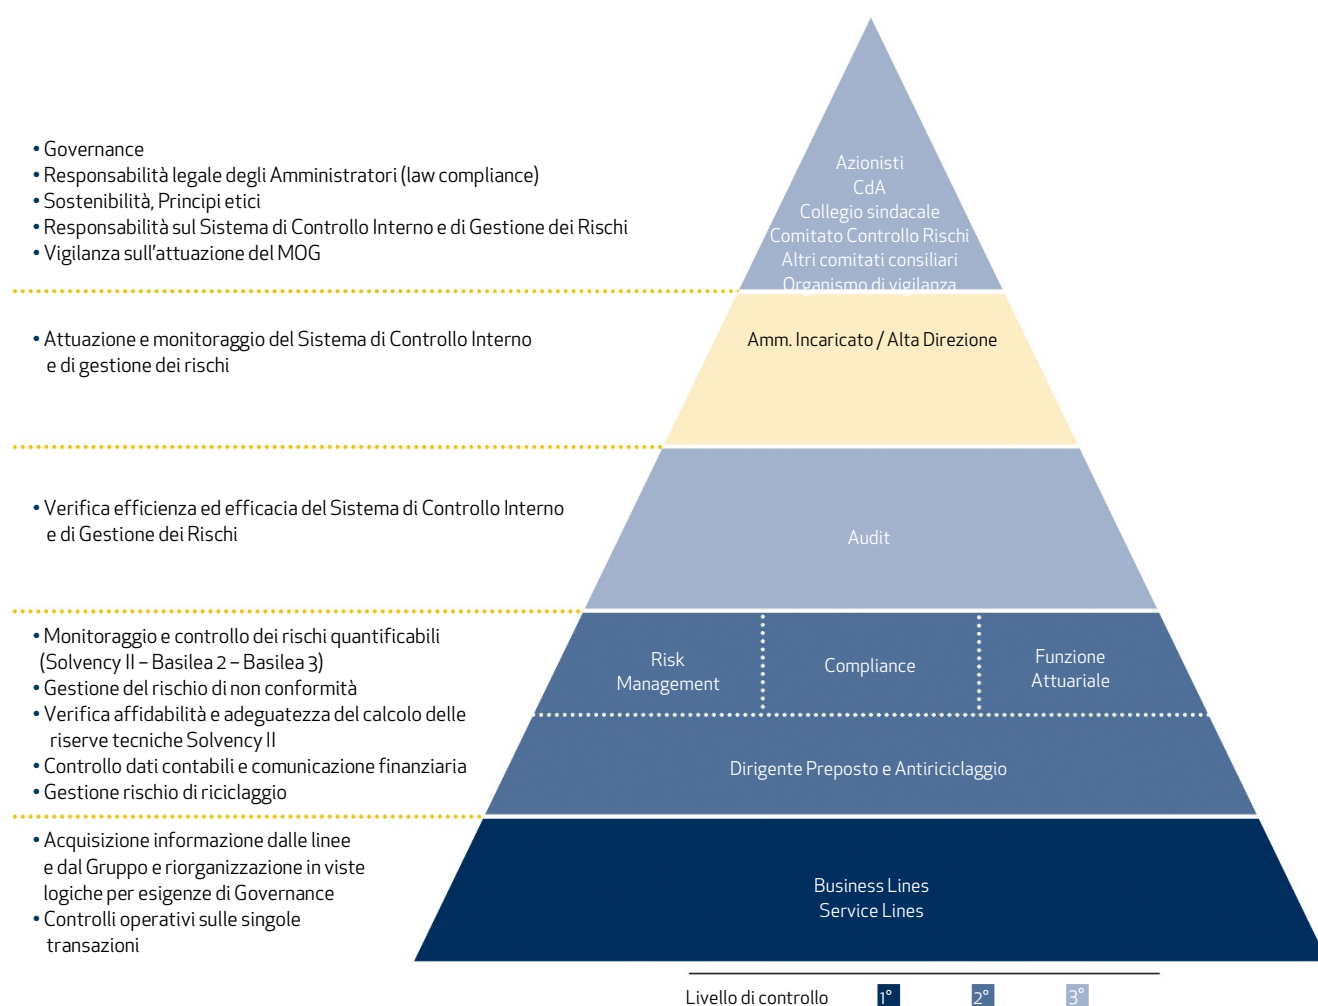 • Governance
• Responsabilità legale degli Amministratori (law compliance)
• Sostenibilità, Principi etici
• Responsabilità sul Sistema di Controllo Interno e di Gestione dei Rischi
• Vigilanza sull'attuazione del MOG
Azionisti
CdA
Collegio sindacale
Comitato Controllo Rischi
Altri comitati consiliari
Organismo di vigilanza
• Attuazione e monitoraggio del Sistema di Controllo Interno
e di gestione dei rischi
Amm. Incaricato / Alta Direzione
• Verifica efficienza ed efficacia del Sistema di Controllo Interno
e di Gestione dei Rischi
Audit
• Monitoraggio e controllo dei rischi quantificabili
(Solvency II – Basilea 2 – Basilea 3)
• Gestione del rischio di non conformità
• Verifica affidabilità e adeguatezza del calcolo delle
riserve tecniche Solvency II
• Controllo dati contabili e comunicazione finanziaria
• Gestione rischio di riciclaggio
Risk
Management
Compliance
Funzione
Attuariale
Dirigente Preposto e Antiriciclaggio
• Acquisizione informazione dalle linee
e dal Gruppo e riorganizzazione in viste
logiche per esigenze di Governance
• Controlli operativi sulle singole
transazioni
Business Lines
Service Lines
Livello di controllo 1° 2° 3°